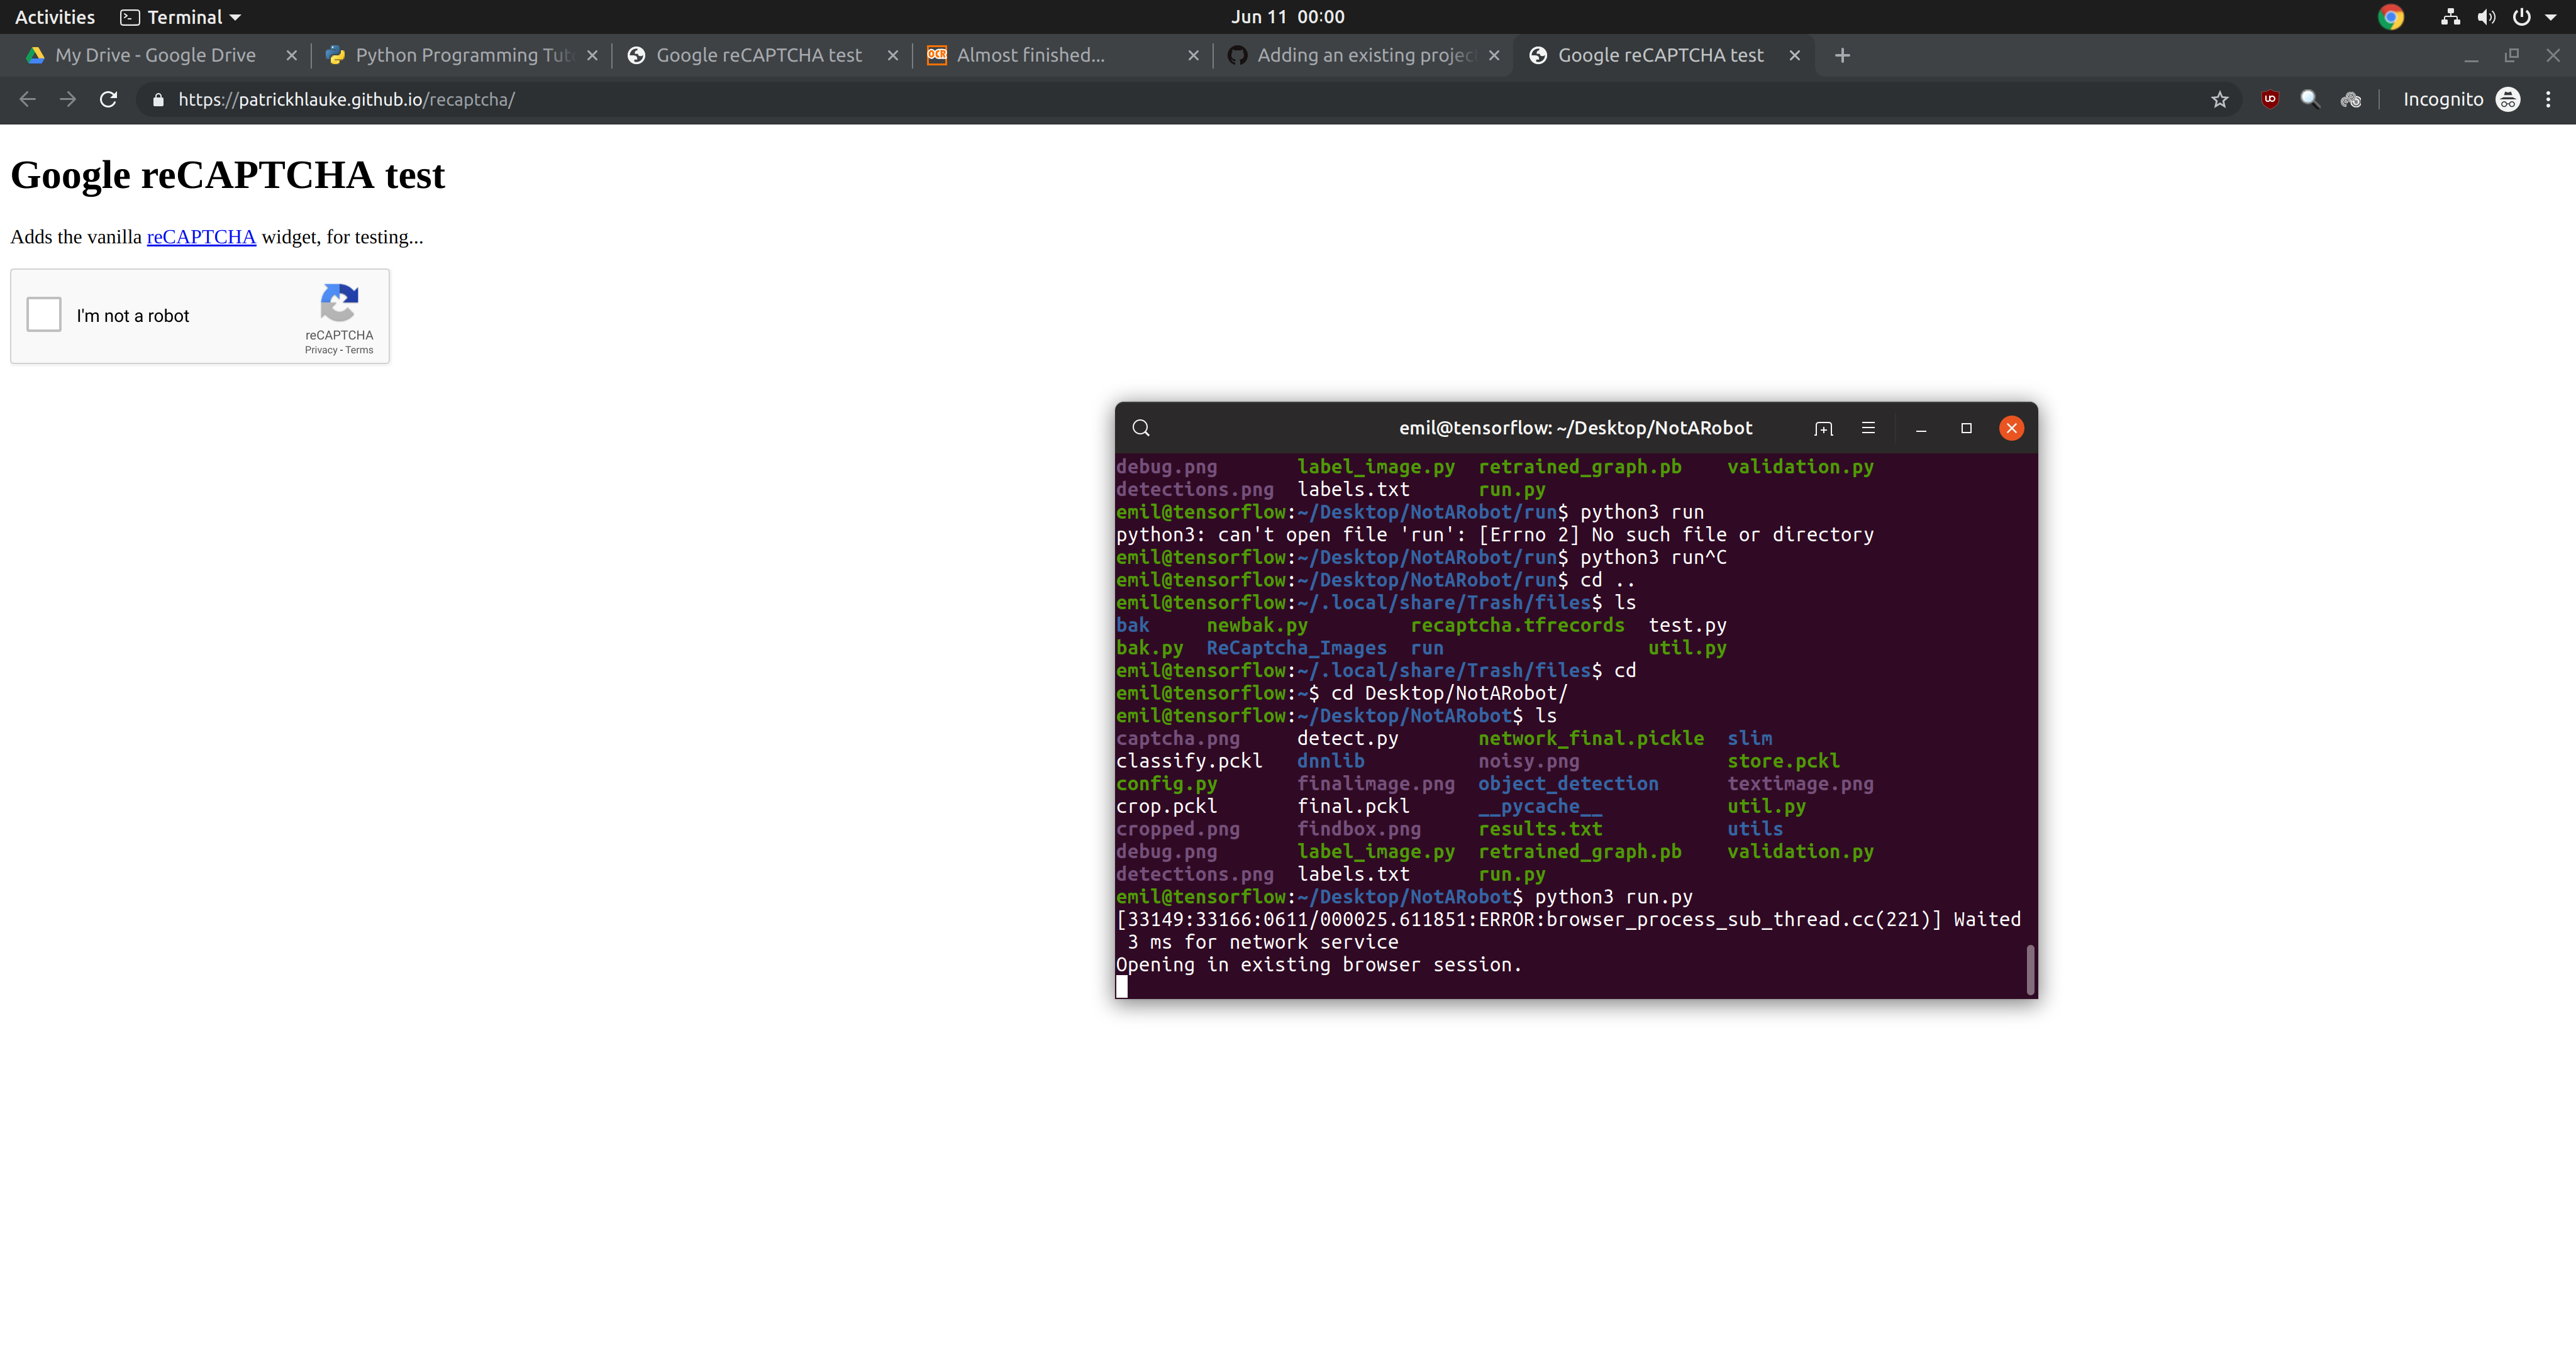 Activities Terminal Jun 11 00:00
My Drive - Google Drive Python Programming Tut Google reCAPTCHA test Almost finished... Adding an existing projec Google reCAPTCHA test
https://patrickhlauke.github.io/recaptcha/ Incognito
Google reCAPTCHA test
Adds the vanilla reCAPTCHA widget, for testing...
I'm not a robot
reCAPTCHA
Privacy - Terms
emil@tensorflow: ~/Desktop/NotARobot
debug.png label_image.py retrained_graph.pb validation.py
detections.png labels.txt run.py
emil@tensorflow:~/Desktop/NotARobot/run$ python3 run
python3: can't open file 'run': [Errno 2] No such file or directory
emil@tensorflow:~/Desktop/NotARobot/run$ python3 run^C
emil@tensorflow:~/Desktop/NotARobot/run$ cd ..
emil@tensorflow:~/.local/share/Trash/files$ ls
bak newbak.py recaptcha.tfrecords test.py
bak.py ReCaptcha_Images run util.py
emil@tensorflow:~/.local/share/Trash/files$ cd
emil@tensorflow:~$ cd Desktop/NotARobot/
emil@tensorflow:~/Desktop/NotARobot$ ls
captcha.png detect.py network_final.pickle slim
classify.pckl dnnlib noisy.png store.pckl
config.py finalimage.png object_detection textimage.png
crop.pckl final.pckl __pycache__ util.py
cropped.png findbox.png results.txt utils
debug.png label_image.py retrained_graph.pb validation.py
detections.png labels.txt run.py
emil@tensorflow:~/Desktop/NotARobot$ python3 run.py
[33149:33166:0611/000025.611851:ERROR:browser_process_sub_thread.cc(221)] Waited
3 ms for network service
Opening in existing browser session.